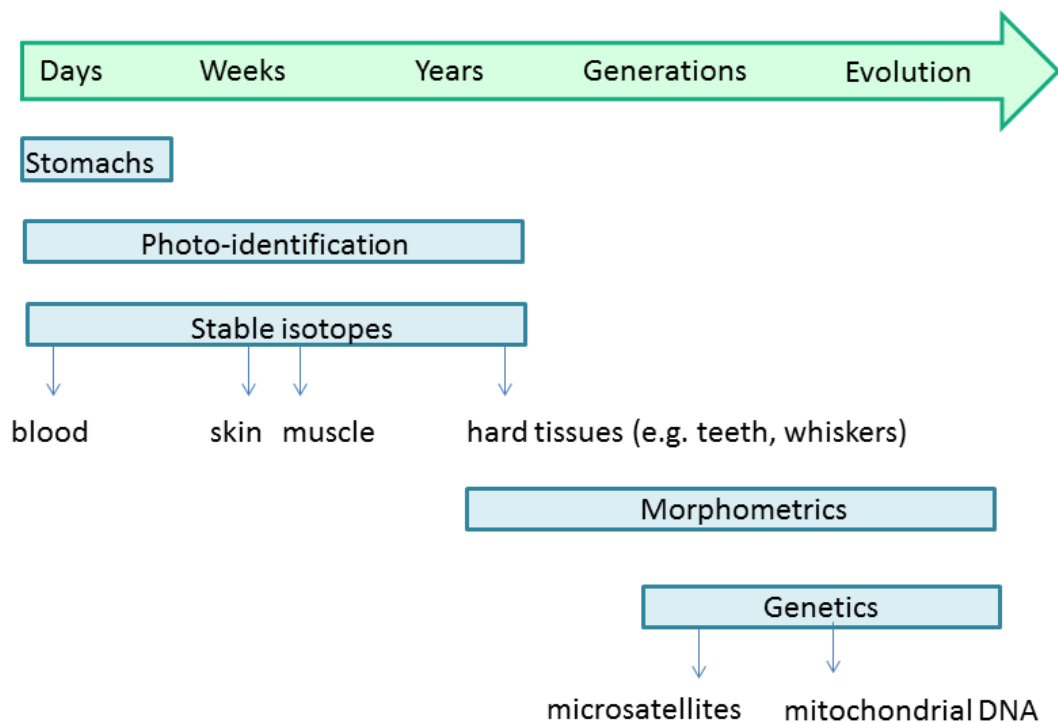 Days Weeks Years Generations Evolution
Stomachs
Photo-identification
Stable isotopes
blood skin muscle hard tissues (e.g. teeth, whiskers)
Morphometrics
Genetics
microsatellites mitochondrial DNA